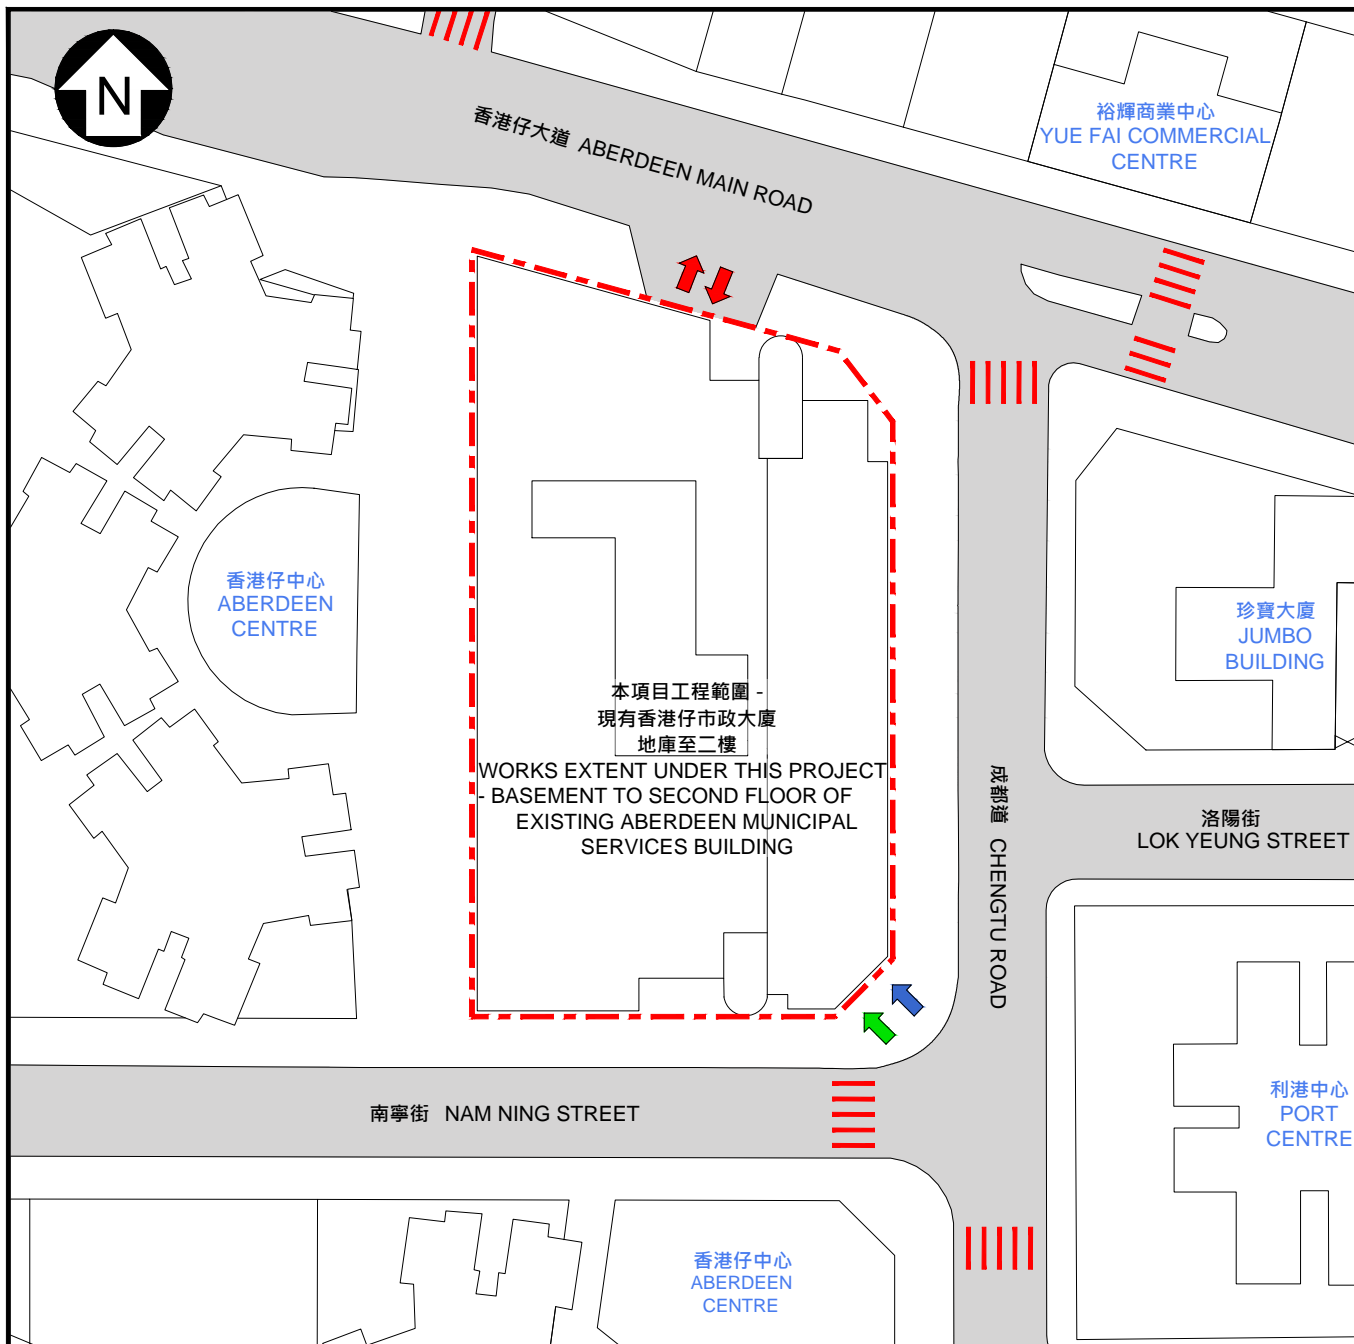 N
香港仔大道 ABERDEEN MAIN ROAD
裕輝商業中心
YUE FAI COMMERCIAL
CENTRE
香港仔中心
ABERDEEN
CENTRE
珍寶大廈
JUMBO
BUILDING
本項目工程範圍 -
現有香港仔市政大廈
地庫至二樓
WORKS EXTENT UNDER THIS PROJECT
- BASEMENT TO SECOND FLOOR OF
EXISTING ABERDEEN MUNICIPAL
SERVICES BUILDING
成都道 CHENGTU ROAD
洛陽街
LOK YEUNG STREET
南寧街 NAM NING STREET
利港中心
PORT
CENTRE
香港仔中心
ABERDEEN
CENTRE